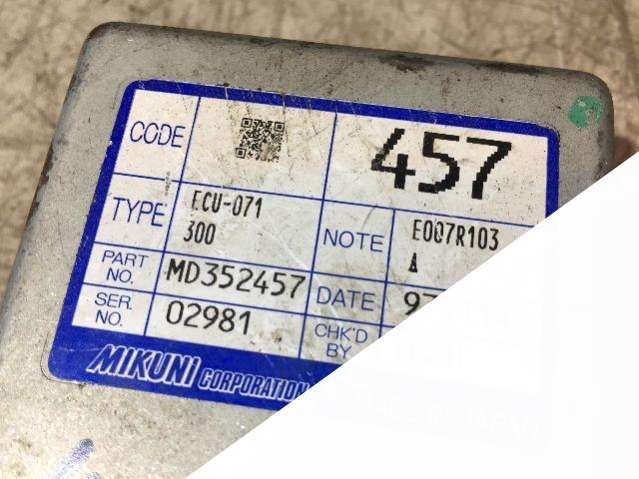 CODE 457
TYPE ECU-071
300 NOTE E007R103
A
PART NO. MD352457 DATE
SER. NO. 02981 CHK'D BY
MIKUNI CORPORATION